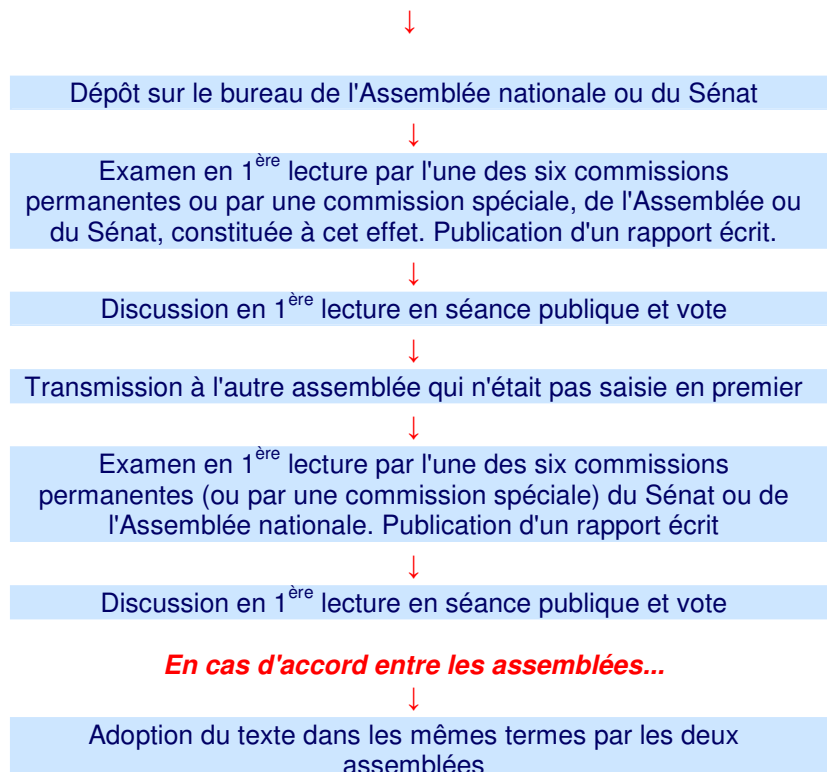 ↓
Dépôt sur le bureau de l'Assemblée nationale ou du Sénat
↓
Examen en 1ère lecture par l'une des six commissions
permanentes ou par une commission spéciale, de l'Assemblée ou
du Sénat, constituée à cet effet. Publication d'un rapport écrit.
↓
Discussion en 1ère lecture en séance publique et vote
↓
Transmission à l'autre assemblée qui n'était pas saisie en premier
↓
Examen en 1ère lecture par l'une des six commissions
permanentes (ou par une commission spéciale) du Sénat ou de
l'Assemblée nationale. Publication d'un rapport écrit
↓
Discussion en 1ère lecture en séance publique et vote
En cas d'accord entre les assemblées...
↓
Adoption du texte dans les mêmes termes par les deux
assemblées